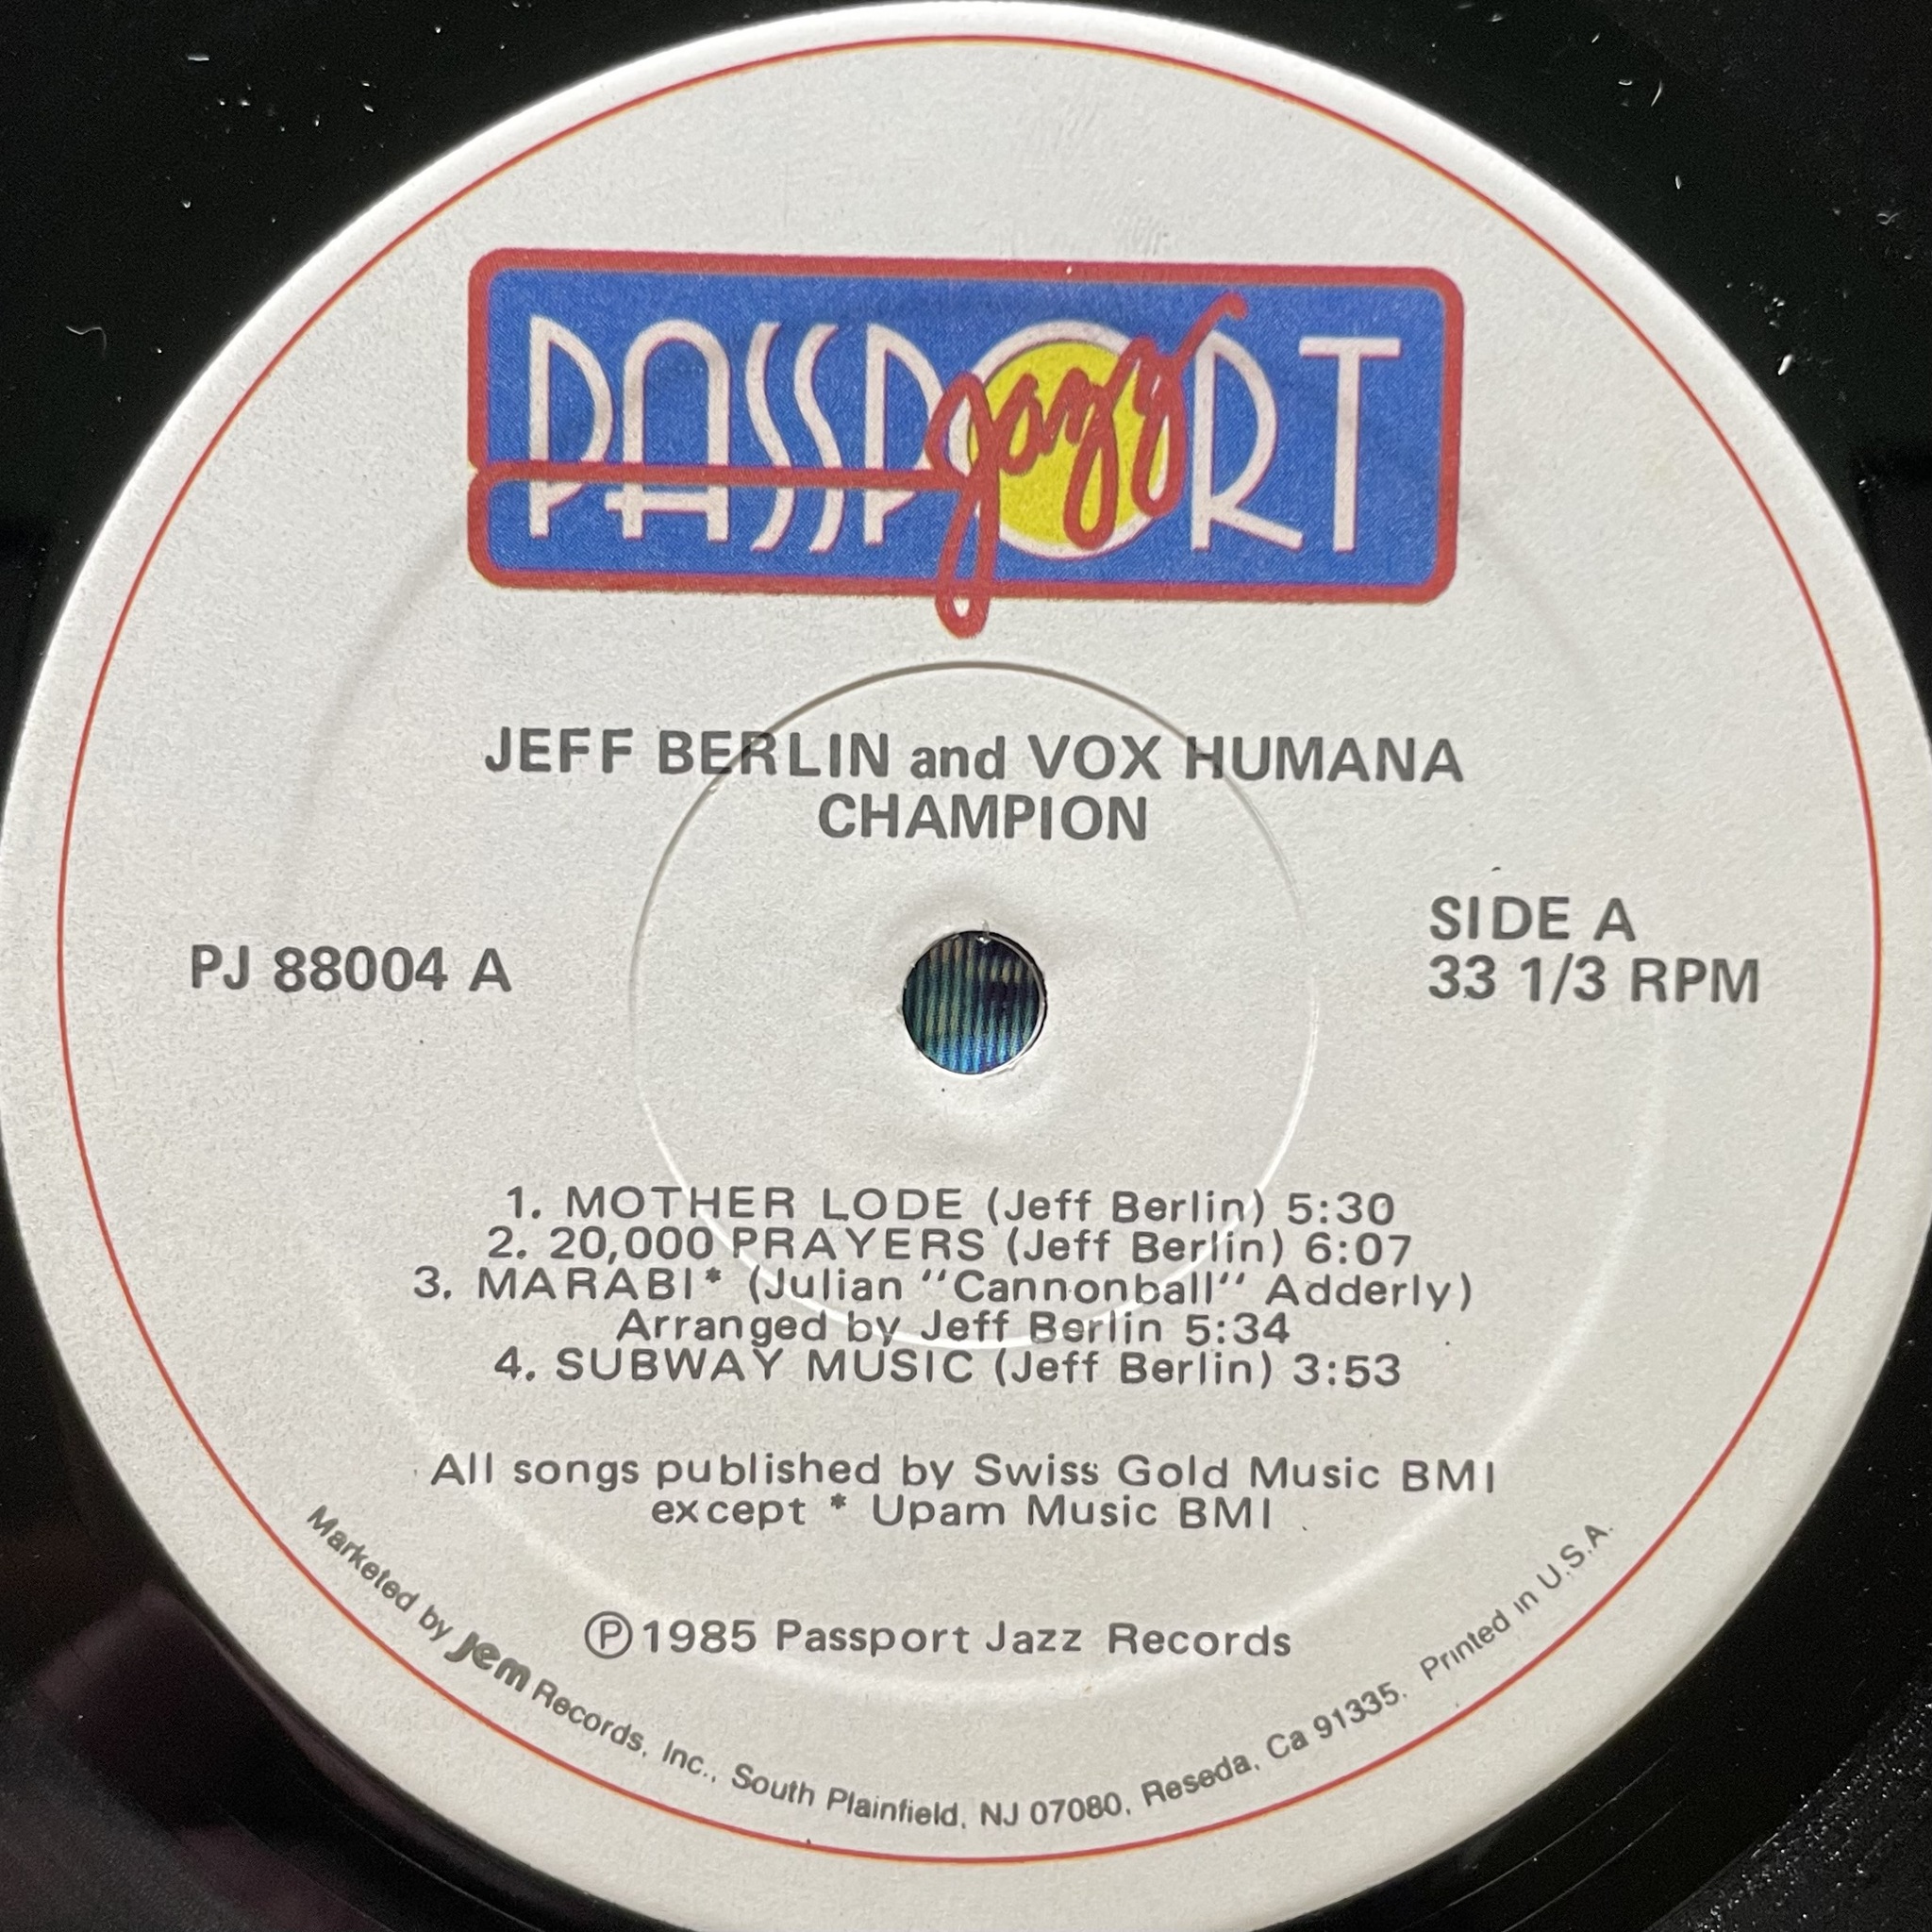 PASSPORT
jazz
JEFF BERLIN and VOX HUMANA
CHAMPION
PJ 88004 A
SIDE A
33 1/3 RPM
1. MOTHER LODE (Jeff Berlin) 5:30
2. 20,000 PRAYERS (Jeff Berlin) 6:07
3. MARABI* (Julian "Cannonball" Adderly)
Arranged by Jeff Berlin 5:34
4. SUBWAY MUSIC (Jeff Berlin) 3:53
All songs published by Swiss Gold Music BMI
except * Upam Music BMI
℗1985 Passport Jazz Records
Marketed by Jem Records, Inc., South Plainfield, NJ 07080, Reseda, Ca 91335. Printed in U.S.A.